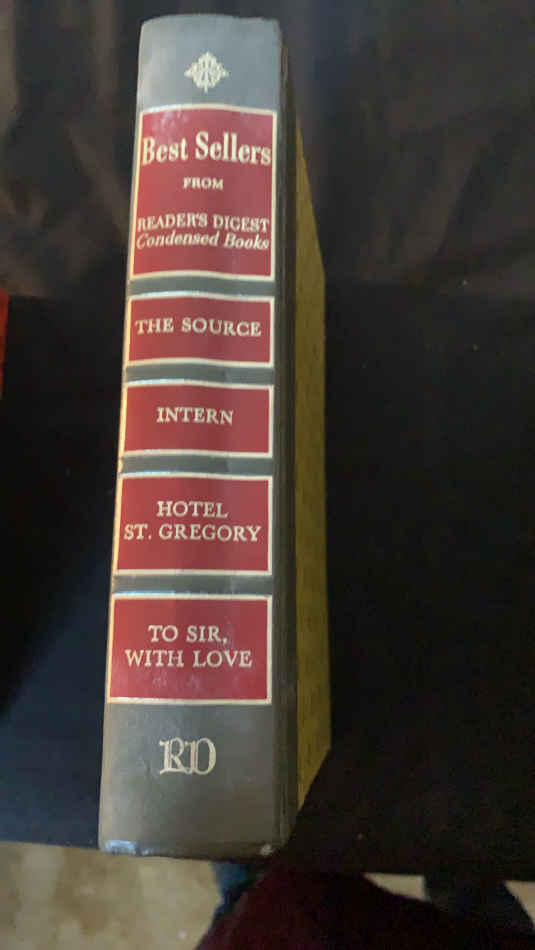 Best Sellers
FROM
READER'S DIGEST
Condensed Books
THE SOURCE
INTERN
HOTEL
ST. GREGORY
TO SIR,
WITH LOVE
RD